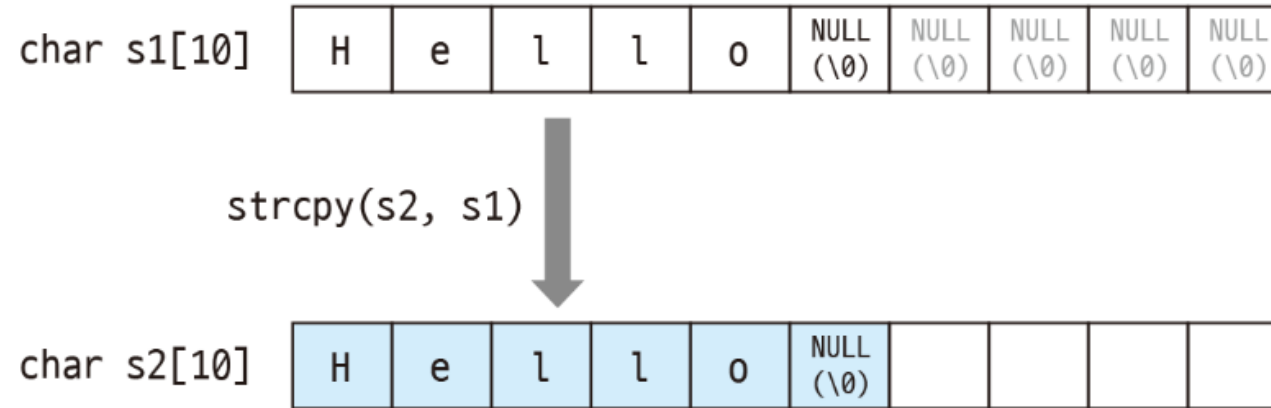 char s1[10] H e l l o NULL (\0) NULL (\0) NULL (\0) NULL (\0) NULL (\0)
strcpy(s2, s1)
char s2[10] H e l l o NULL (\0)